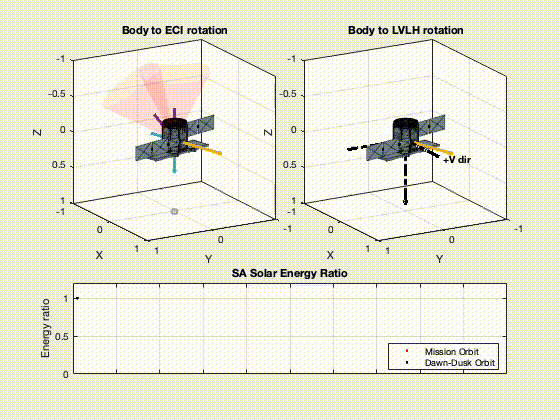 Body to ECI rotation
Body to LVLH rotation
-1
-0.5
0
0.5
1
Z
-1
0
1
X
1
0
-1
Y
-1
-0.5
0
0.5
1
Z
-1
0
1
X
1
0
-1
Y
+V dir
SA Solar Energy Ratio
1
0.5
0
Energy ratio
Mission Orbit
Dawn-Dusk Orbit